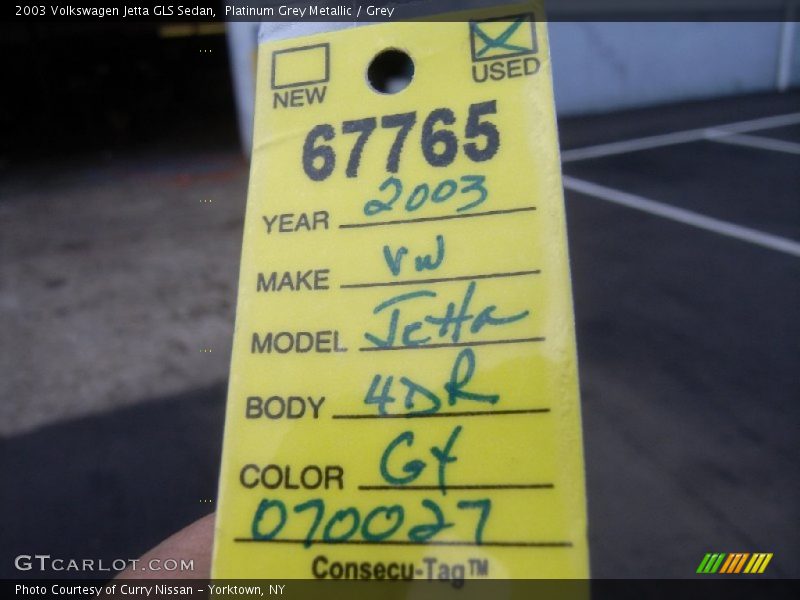 2003 Volkswagen Jetta GLS Sedan, Platinum Grey Metallic / Grey
NEW
USED
67765
YEAR 2003
MAKE VW
MODEL Jetta
BODY 4DR
COLOR GY
070027
Consecu-Tag™
GTCARLOT.COM
Photo Courtesy of Curry Nissan - Yorktown, NY